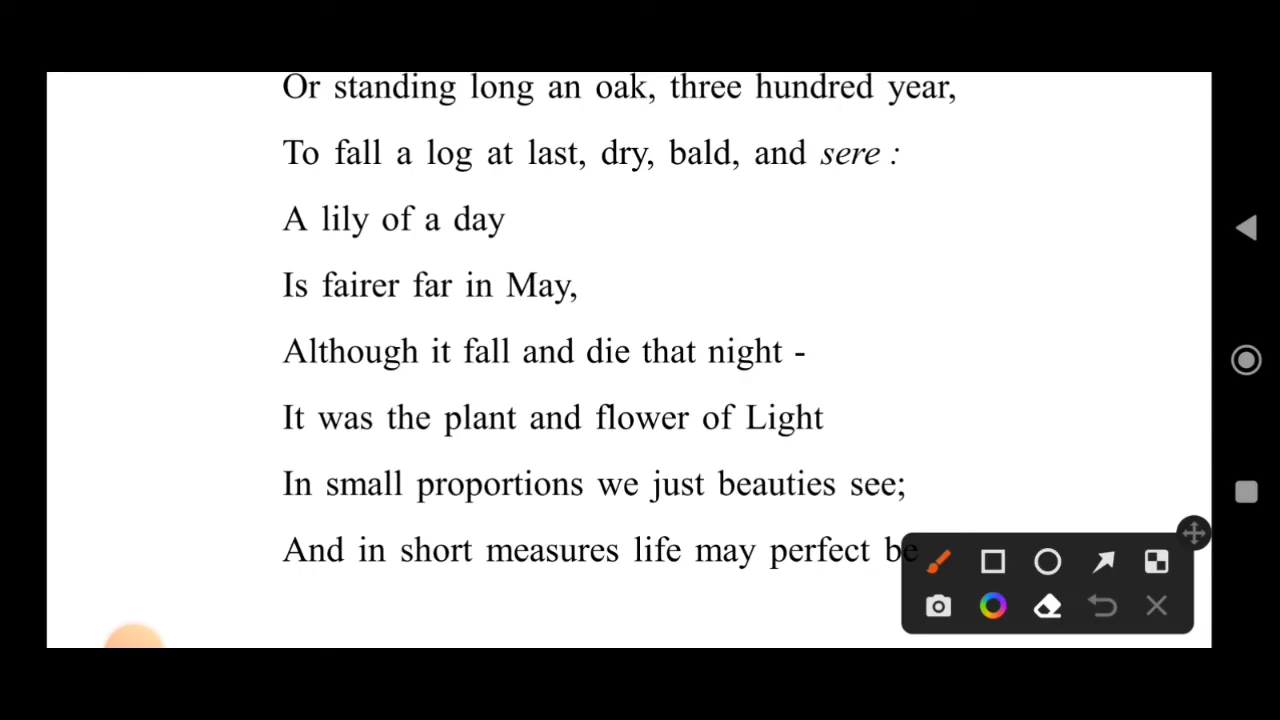 Or standing long an oak, three hundred year,
To fall a log at last, dry, bald, and sere :
A lily of a day
Is fairer far in May,
Although it fall and die that night -
It was the plant and flower of Light
In small proportions we just beauties see;
And in short measures life may perfect be